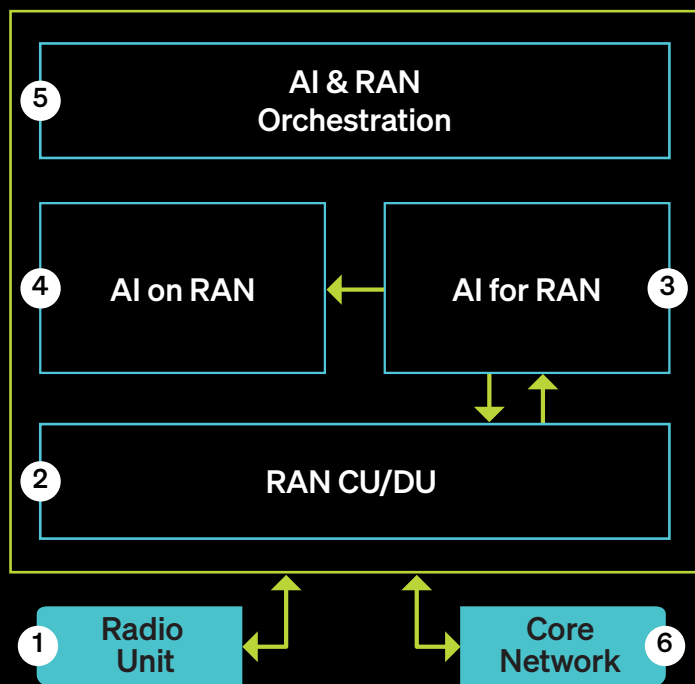 5
AI & RAN
Orchestration
4
AI on RAN
AI for RAN
3
2
RAN CU/DU
1
Radio
Unit
Core
Network
6